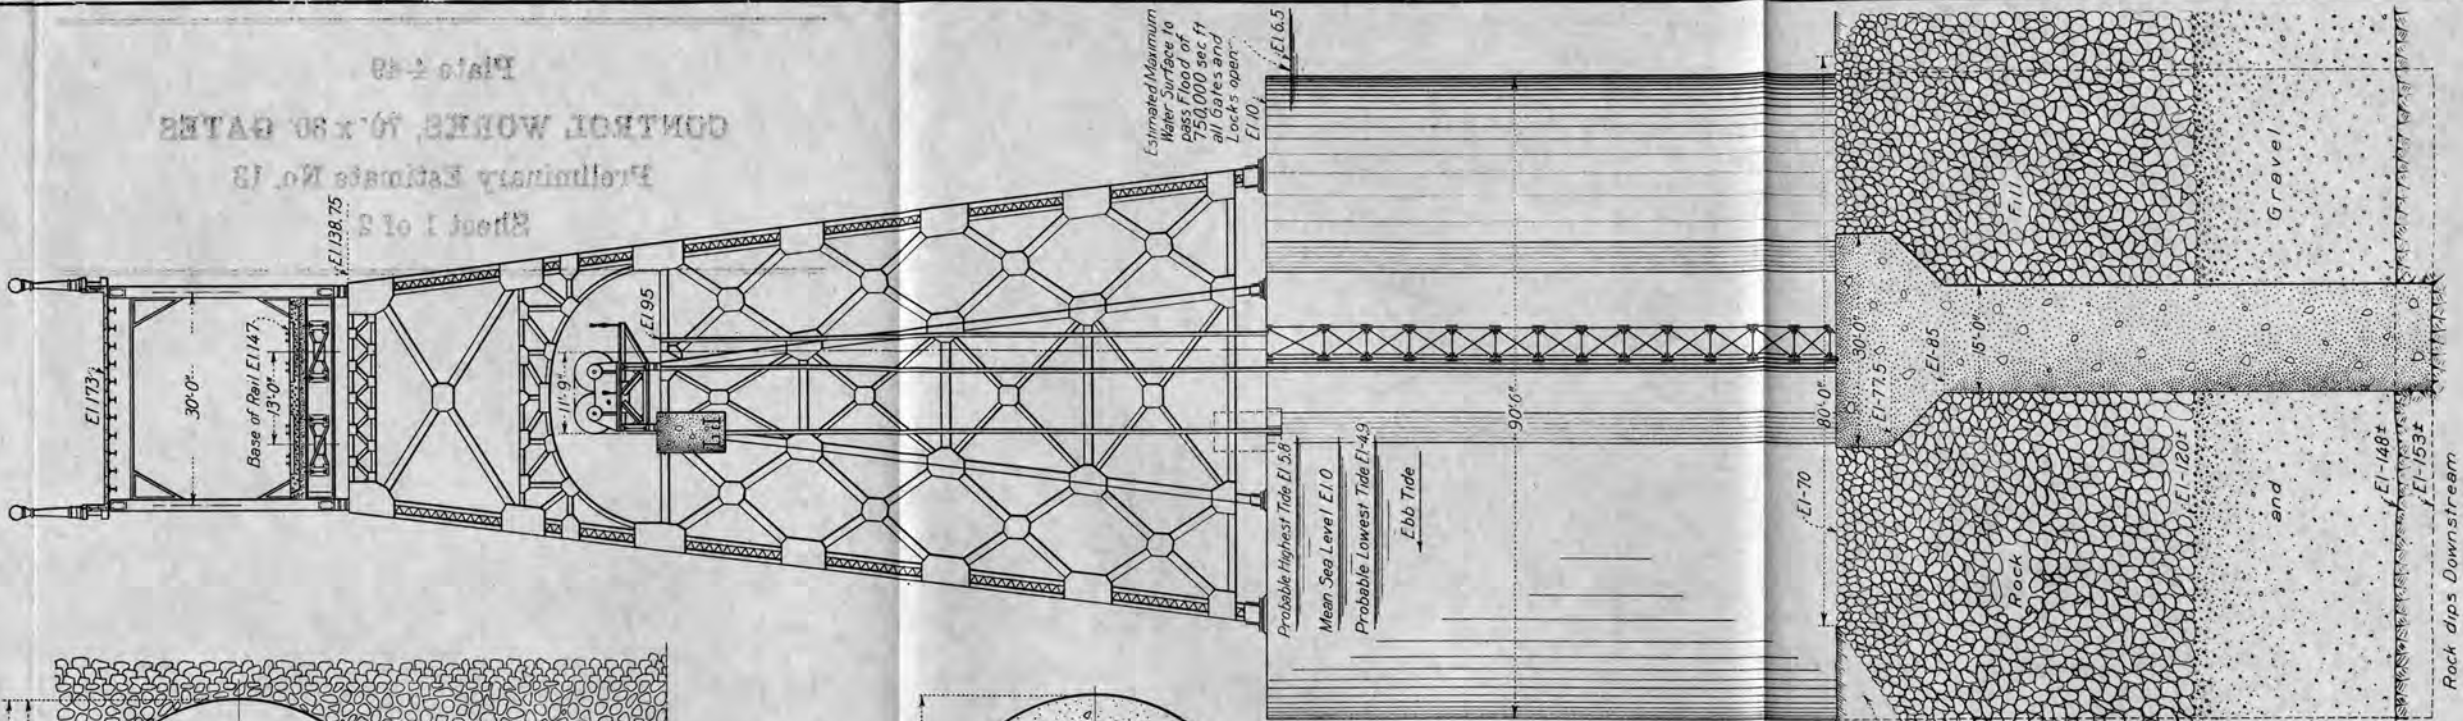 Plate 4-49
CONTROL WORKS, 70' x 80' GATES
Preliminary Estimate No. 13
Sheet 1 of 2
El 173
30'-0"
Base of Rail El 147
13'-0"
El 138.75
El 95
11'-9"
Estimated Maximum
Water Surface to
pass Flood of
750,000 sec ft
all Gates and
Locks open
El 10
El 6.5
Probable Highest Tide El 5.8
Mean Sea Level El 0
Probable Lowest Tide El -4.9
Ebb Tide
90'-6"
80'-0"
El -70
30'-0"
El -77.5
El -85
15'-0"
Fill
Rock
El -120±
Gravel
and
El -148±
El -153±
Rock dips Downstream